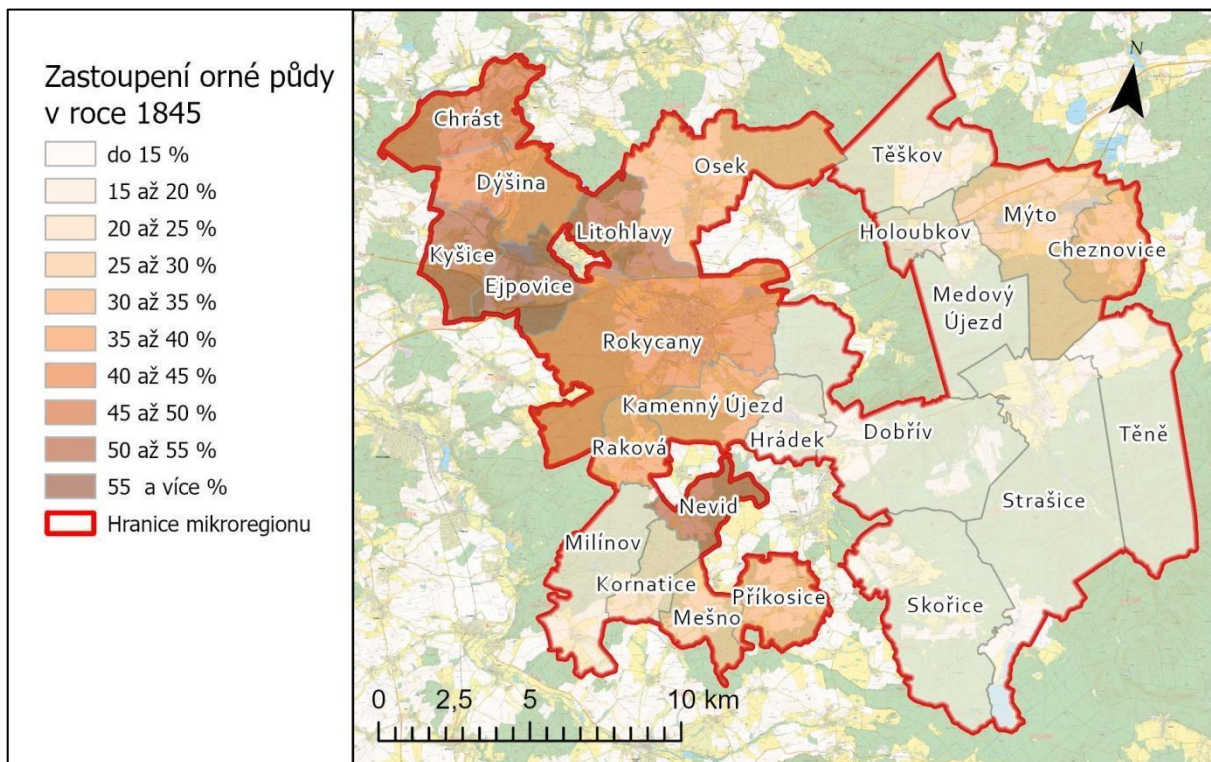 Zastoupení orné půdy
v roce 1845
do 15 %
15 až 20 %
20 až 25 %
25 až 30 %
30 až 35 %
35 až 40 %
40 až 45 %
45 až 50 %
50 až 55 %
55 a více %
Hranice mikroregionu
N
Chrást
Osek
Těškov
Dýšina
Mýto
Litohlavy
Holoubkov
Cheznovice
Kyšice
Ejpovice
Medový
Újezd
Rokycany
Kamenný Újezd
Hrádek
Dobřív
Těně
Raková
Strašice
Nevid
Milínov
Kornatice
Příkosice
Skořice
Mešno
0 2,5 5 10 km